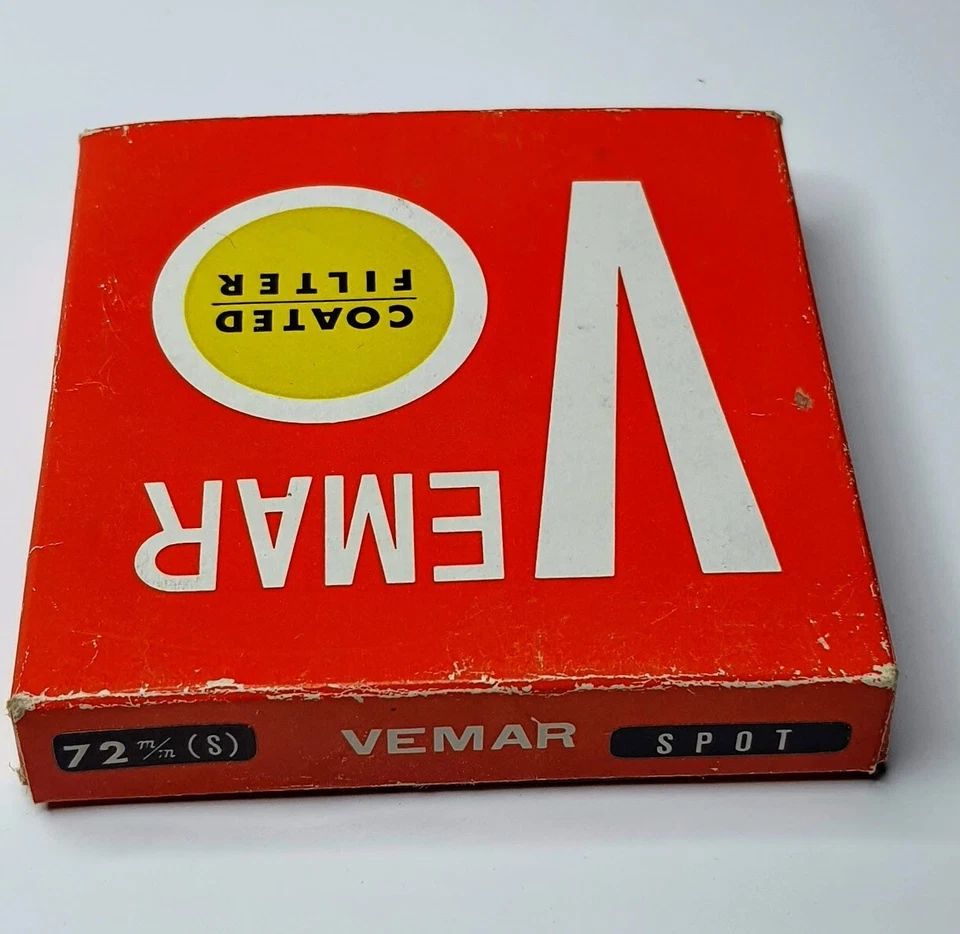 VEMAR
COATED
FILTER
72 m/m (S)
VEMAR
SPOT